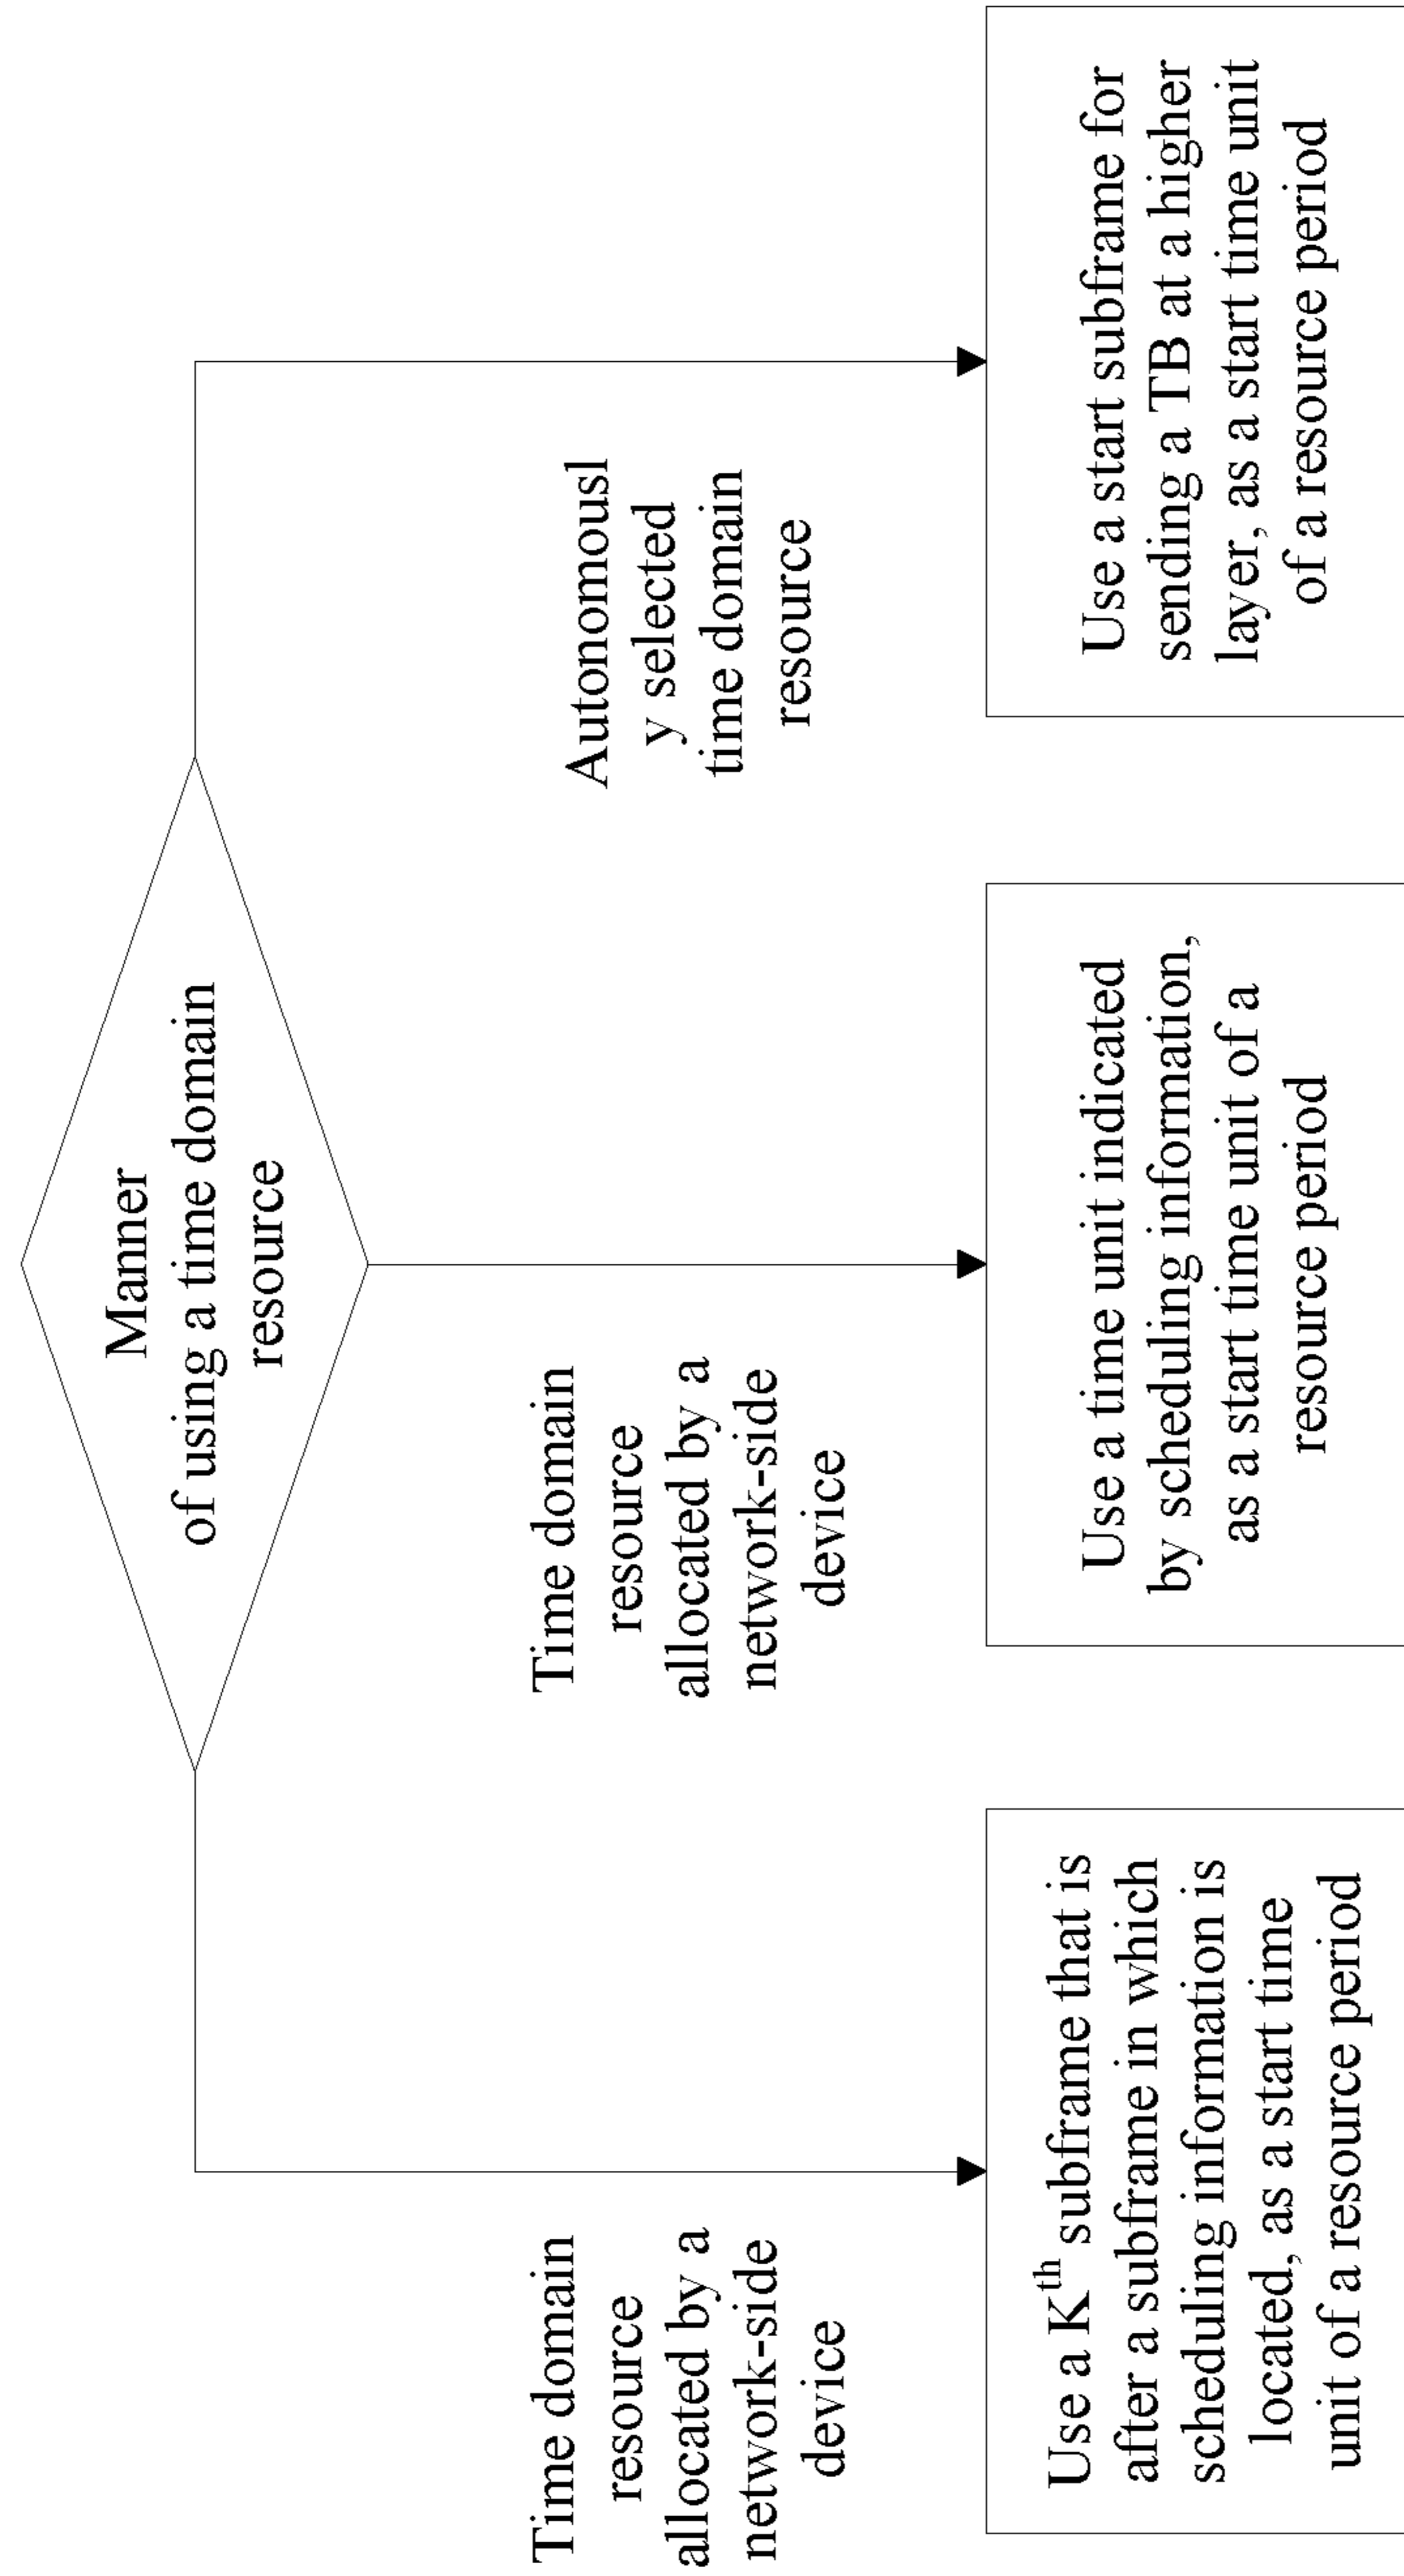 Manner
of using a time domain
resource
Time domain
resource
allocated by a
network-side
device
Time domain
resource
allocated by a
network-side
device
Autonomousl
y selected
time domain
resource
Use a Kth subframe that is
after a subframe in which
scheduling information is
located, as a start time
unit of a resource period
Use a time unit indicated
by scheduling information,
as a start time unit of a
resource period
Use a start subframe for
sending a TB at a higher
layer, as a start time unit
of a resource period